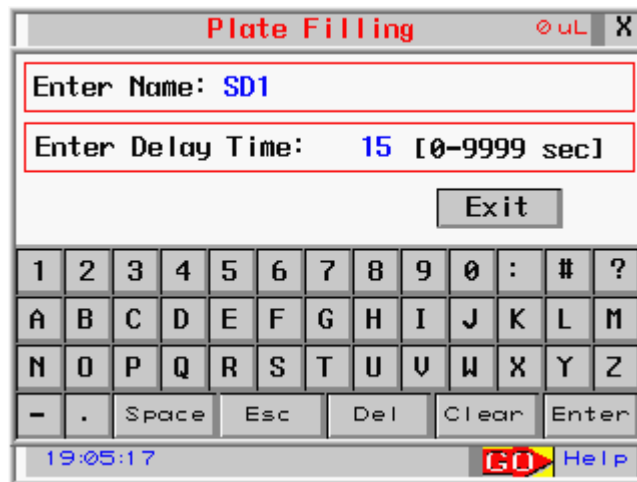 Plate Filling 0 uL X
Enter Name: SD1
Enter Delay Time: 15 [0-9999 sec]
Exit
1 2 3 4 5 6 7 8 9 0 : # ?
A B C D E F G H I J K L M
N O P Q R S T U V W X Y Z
- . Space Esc Del Clear Enter
19:05:17 GO Help